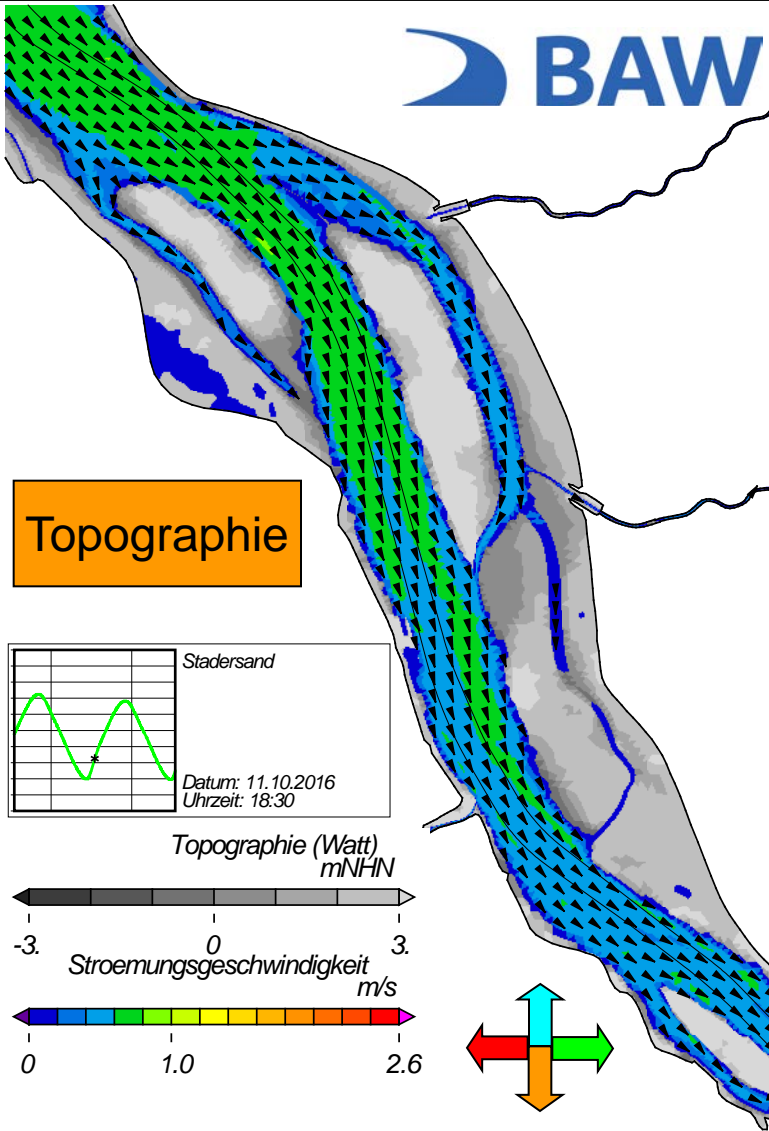 BAW
Topographie
Stadersand
Datum: 11.10.2016
Uhrzeit: 18:30
Topographie (Watt)
mNHN
-3. 0 3.
Stroemungsgeschwindigkeit
m/s
0 1.0 2.6